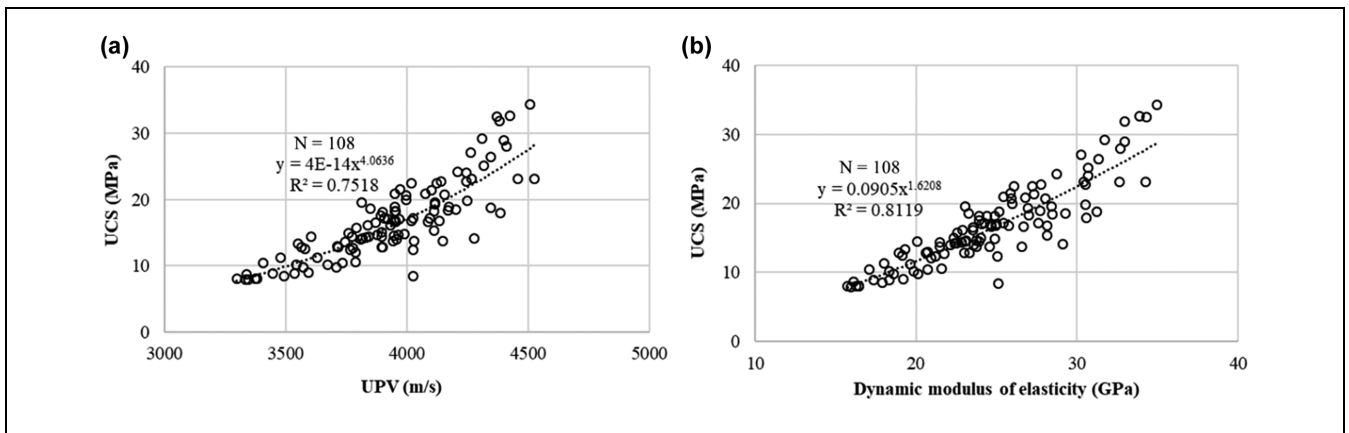 (a)
40
30
20
10
0
UCS (MPa)
N = 108
y = 4E-14x^4.0636
R² = 0.7518
3000 3500 4000 4500 5000
UPV (m/s)
(b)
40
30
20
10
0
UCS (MPa)
N = 108
y = 0.0905x^1.6208
R² = 0.8119
10 20 30 40
Dynamic modulus of elasticity (GPa)